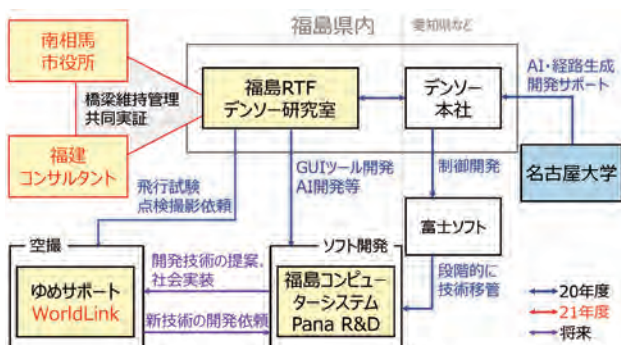 福島県内
愛知県など
南相馬
市役所
橋梁維持管理
共同実証
福建
コンサルタント
福島RTF
デンソー研究室
デンソー
本社
AI・経路生成
開発サポート
名古屋大学
飛行試験
点検撮影依頼
GUIツール開発
AI開発等
制御開発
富士ソフト
段階的に
技術移管
空撮
ゆめサポート
WorldLink
開発技術の提案、
社会実装
新技術の開発依頼
ソフト開発
福島コンピュー
ターシステム
Pana R&D
20年度
21年度
将来